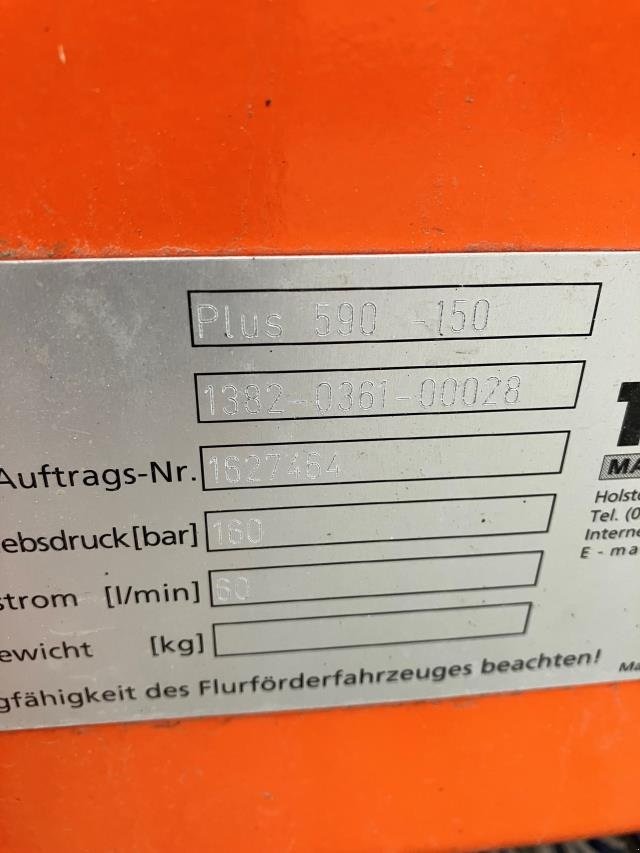 Plus 590 -150
1382-0361-00028
Auftrags-Nr. 1627464
ebsdruck[bar] 160
strom [l/min] 60
ewicht [kg]
gfähigkeit des Flurförderfahrzeuges beachten!
MA
Holst
Tel. (0
Interne
E-ma
Ma